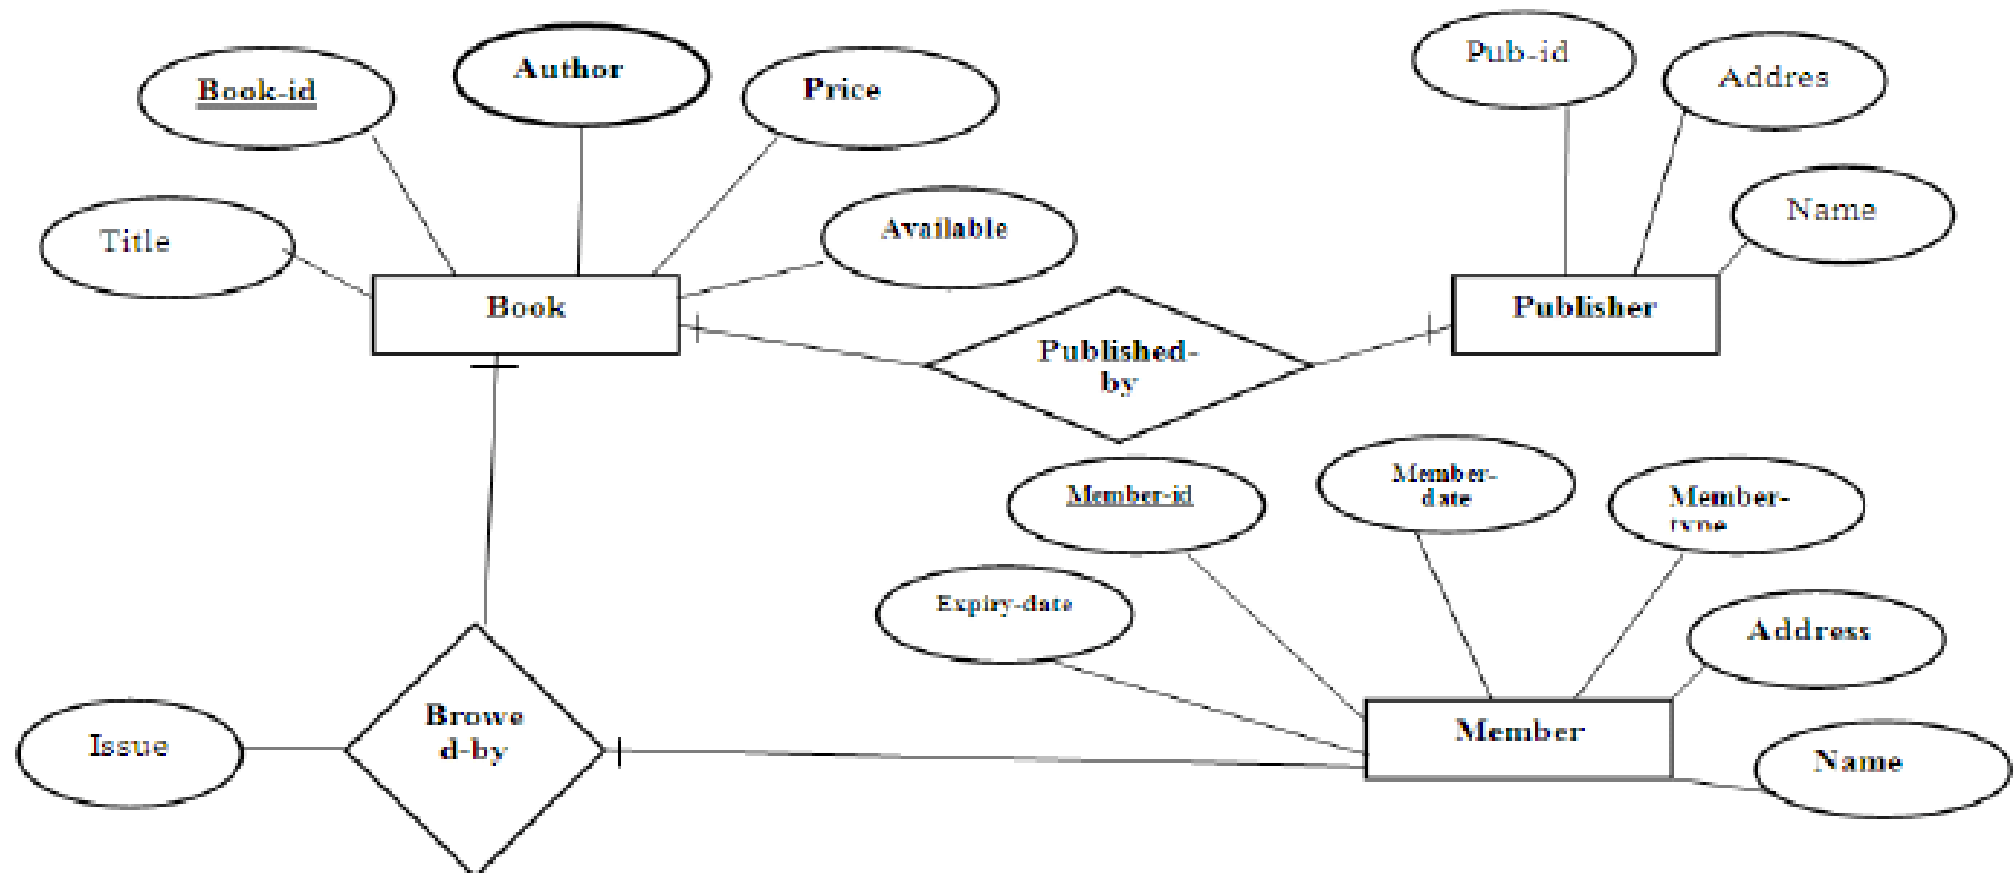 Book-id
Author
Price
Title
Available
Book
Pub-id
Addres
Name
Publisher
Published-
by
Member-id
Member-
date
Member-
type
Expiry-date
Address
Member
Name
Issue
Browe
d-by